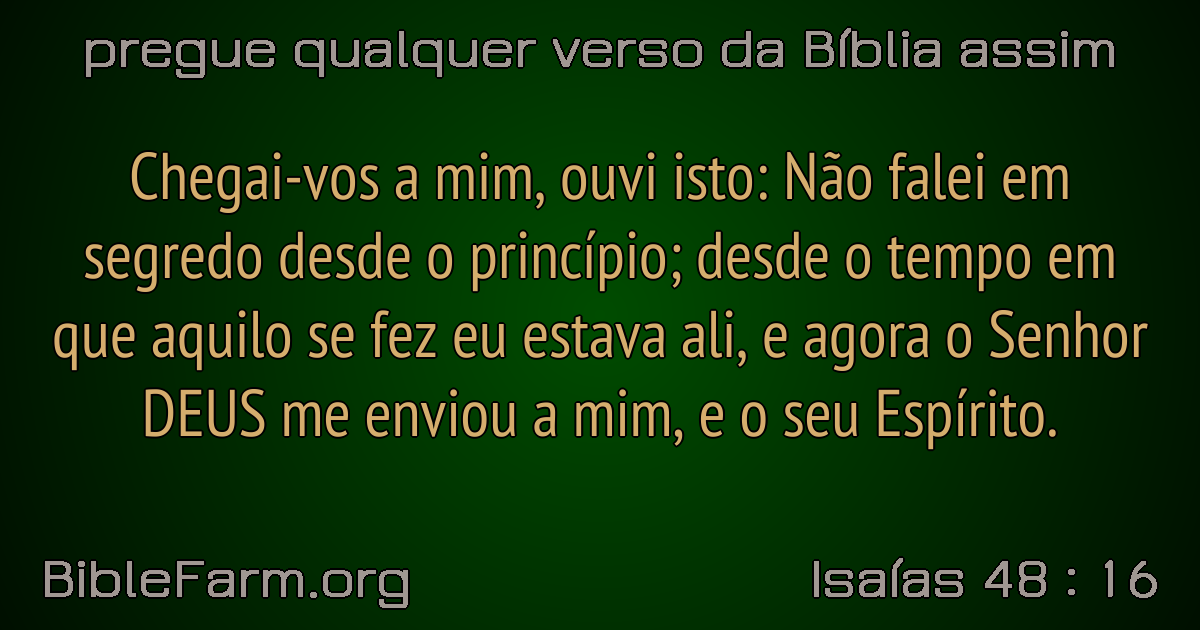 pregue qualquer verso da Bíblia assim
Chegai-vos a mim, ouvi isto: Não falei em
segredo desde o princípio; desde o tempo em
que aquilo se fez eu estava ali, e agora o Senhor
DEUS me enviou a mim, e o seu Espírito.
BibleFarm.org
Isaías 48 : 16